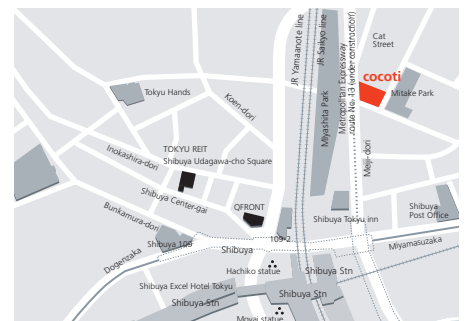 JR Yamaanote line
JR Saikyo line
Miyashita Park
Metropolitan Expressway
route No. 13 (under construction)
Cat
Street
cocoti
Mitake Park
Meiji-dori
Tokyu Hands
Koen-dori
TOKYU REIT
Shibuya Udagawa-cho Square
Inokashira-dori
Shibuya Center-gai
Bunkamura-dori
QFRONT
Shibuya Tokyu inn
Shibuya
Post Office
Shibuya 109
109-2
Shibuya
Miyamasuzaka
Dogenzaka
Hachiko statue
Shibuya Stn
Shibuya Excel Hotel Tokyu
Shibuya Stn
Shibuya Stn
Moyai statue